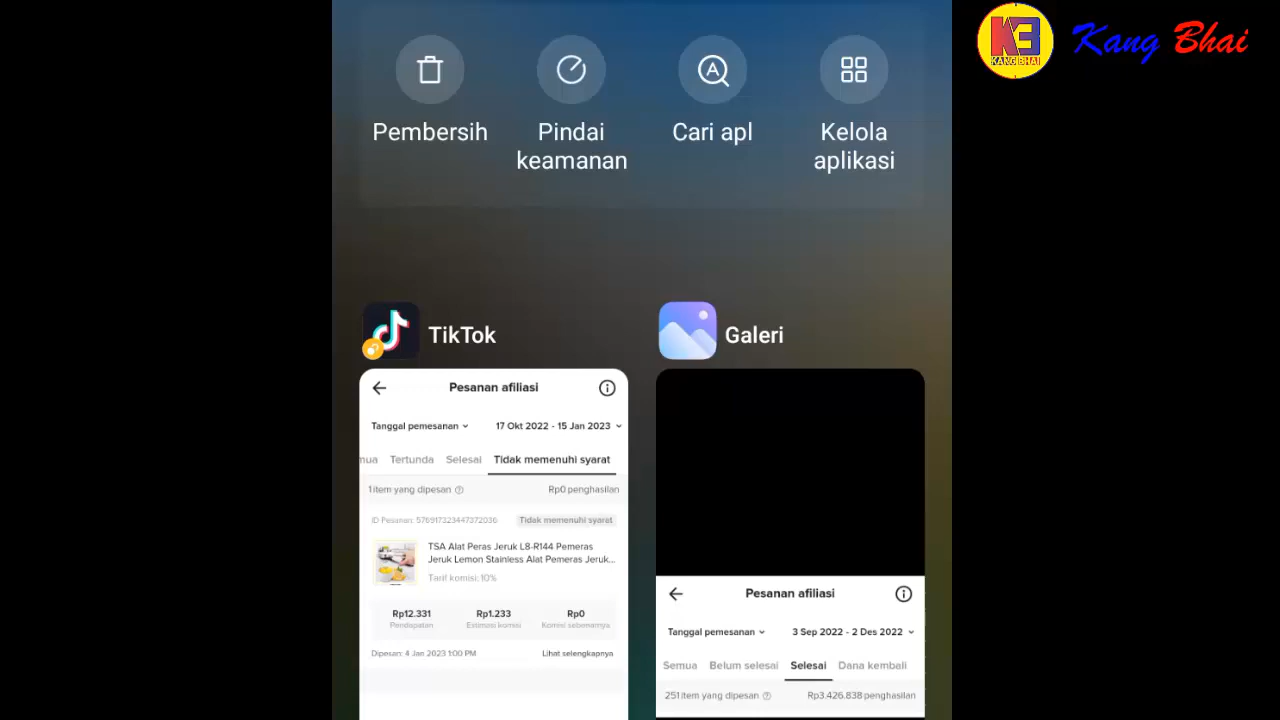 K3
KANG BHAI
Kang Bhai
Pembersih
Pindai
keamanan
Cari apl
Kelola
aplikasi
TikTok
Pesanan afiliasi
Tanggal pemesanan
17 Okt 2022 - 15 Jan 2023
mua Tertunda Selesai Tidak memenuhi syarat
1 item yang dipesan
Rp0 penghasilan
ID Pesanan: 576917323447372036
Tidak memenuhi syarat
TSA Alat Peras Jeruk L8-R144 Pemeras
Jeruk Lemon Stainless Alat Pemeras Jeruk...
Tarif komisi: 10%
Rp12.331 Rp1.233 Rp0
Pendapatan Estimasi komisi Komisi sebenarnya
Dipesan: 4 Jan 2023 1:00 PM
Lihat selengkapnya
Galeri
Pesanan afiliasi
Tanggal pemesanan
3 Sep 2022 - 2 Des 2022
Semua Belum selesai Selesai Dana kembali
251 item yang dipesan
Rp3.426.838 penghasilan